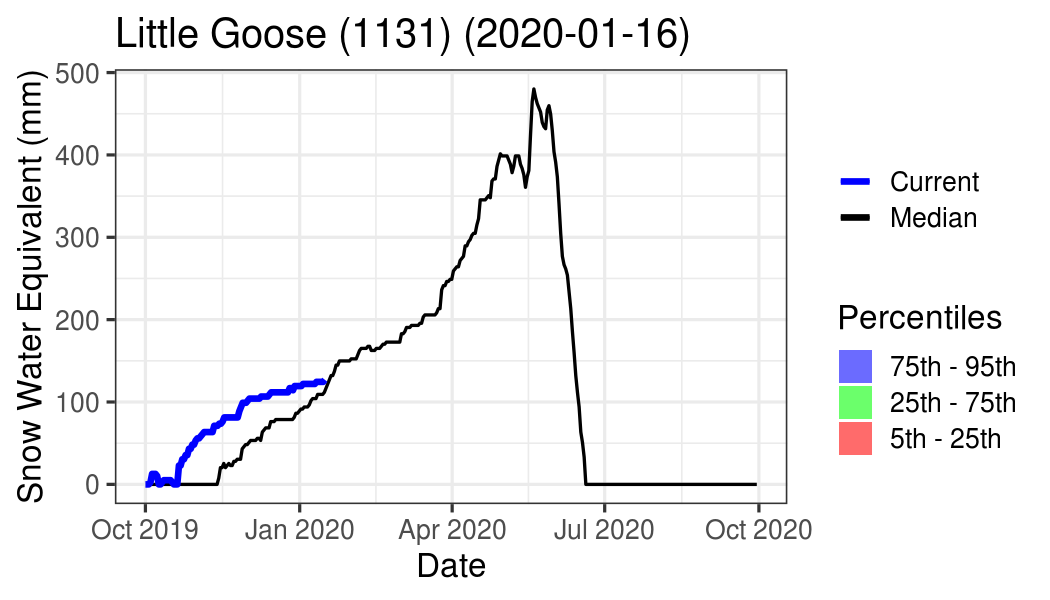 Little Goose (1131) (2020-01-16)
Snow Water Equivalent (mm)
500
400
300
200
100
0
Oct 2019
Jan 2020
Apr 2020
Jul 2020
Oct 2020
Date
Current
Median
Percentiles
75th - 95th
25th - 75th
5th - 25th